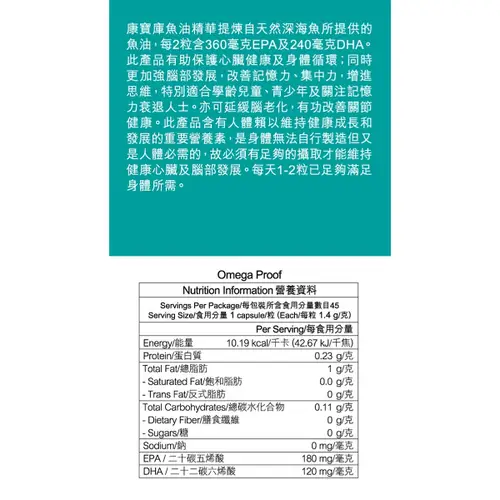 康寶庫魚油精華提煉自天然深海魚所提供的
魚油，每2粒含360毫克EPA及240毫克DHA。
此產品有助保護心臟健康及身體循環；同時
更加強腦部發展，改善記憶力、集中力，增進
思維，特別適合學齡兒童、青少年及關注記憶
力衰退人士。亦可延緩腦老化，有功改善關節
健康。此產品含有人體賴以維持健康成長和
發展的重要營養素，是身體無法自行製造但又
是人體必需的，故必須有足夠的攝取才能維持
健康心臟及腦部發展。每天1-2粒已足夠滿足
身體所需。
Omega Proof
Nutrition Information 營養資料
Servings Per Package/每包裝所含食用分量數目45
Serving Size/食用分量 1 capsule/粒 (Each/每粒 1.4 g/克)
Per Serving/每食用分量
Energy/能量 10.19 kcal/千卡 (42.67 kJ/千焦)
Protein/蛋白質 0.23 g/克
Total Fat/總脂肪 1 g/克
- Saturated Fat/飽和脂肪 0.0 g/克
- Trans Fat/反式脂肪 0 g/克
Total Carbohydrates/總碳水化合物 0.11 g/克
- Dietary Fiber/膳食纖維 0 g/克
- Sugars/糖 0 g/克
Sodium/鈉 0 mg/毫克
EPA / 二十碳五烯酸 180 mg/毫克
DHA / 二十二碳六烯酸 120 mg/毫克